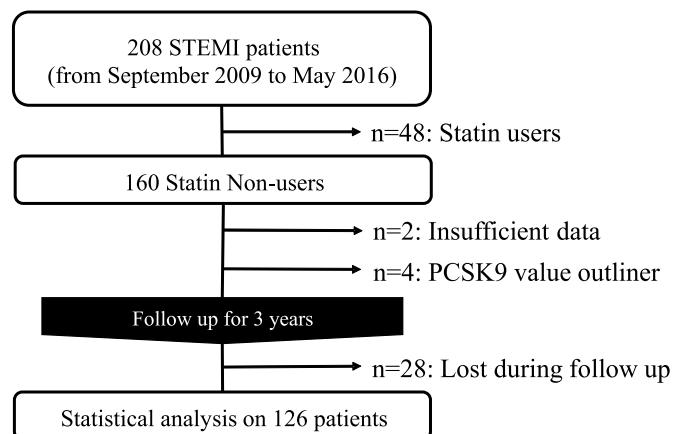 208 STEMI patients
(from September 2009 to May 2016)
n=48: Statin users
160 Statin Non-users
n=2: Insufficient data
n=4: PCSK9 value outliner
Follow up for 3 years
n=28: Lost during follow up
Statistical analysis on 126 patients